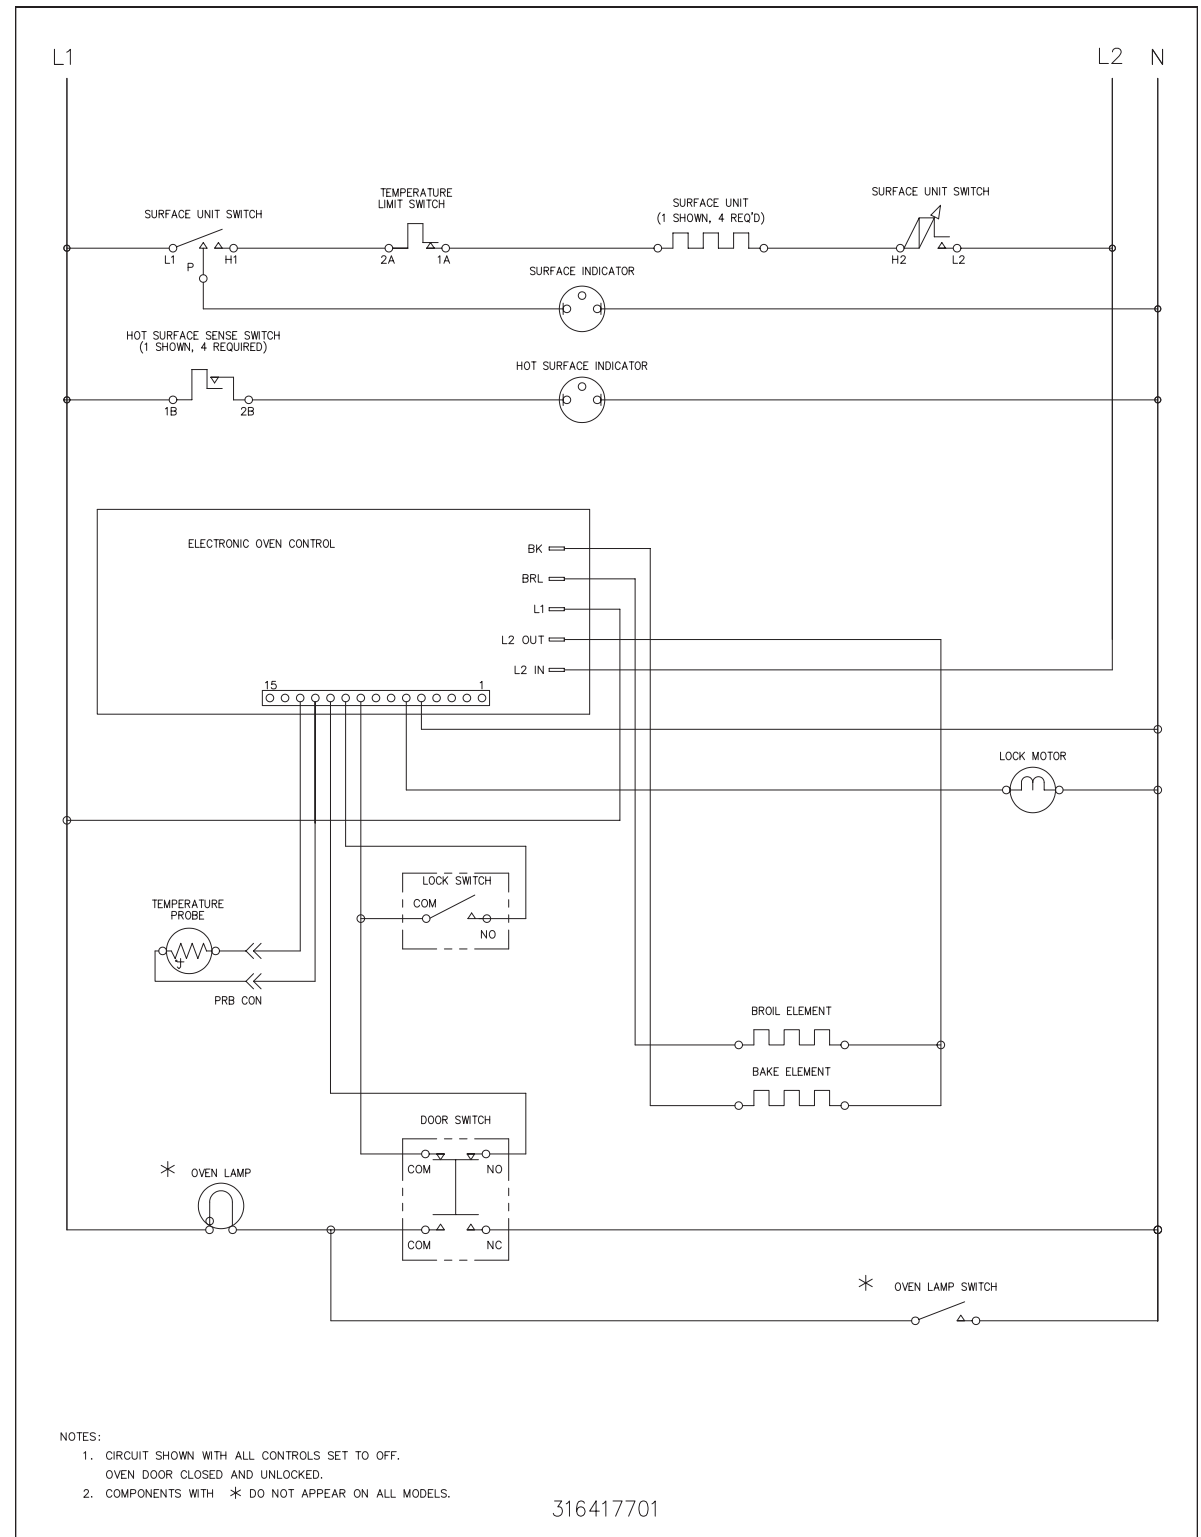 L1
L2 N
SURFACE UNIT SWITCH
TEMPERATURE
LIMIT SWITCH
SURFACE UNIT
(1 SHOWN, 4 REQ'D)
SURFACE UNIT SWITCH
L1
H1
2A
1A
H2
L2
P
SURFACE INDICATOR
HOT SURFACE SENSE SWITCH
(1 SHOWN, 4 REQUIRED)
HOT SURFACE INDICATOR
1B
2B
ELECTRONIC OVEN CONTROL
BK
BRL
L1
L2 OUT
L2 IN
15
1
LOCK MOTOR
LOCK SWITCH
COM
NO
TEMPERATURE
PROBE
PRB CON
BROIL ELEMENT
BAKE ELEMENT
DOOR SWITCH
COM
NO
* OVEN LAMP
COM
NC
* OVEN LAMP SWITCH
NOTES:
1. CIRCUIT SHOWN WITH ALL CONTROLS SET TO OFF.
OVEN DOOR CLOSED AND UNLOCKED.
2. COMPONENTS WITH * DO NOT APPEAR ON ALL MODELS.
316417701